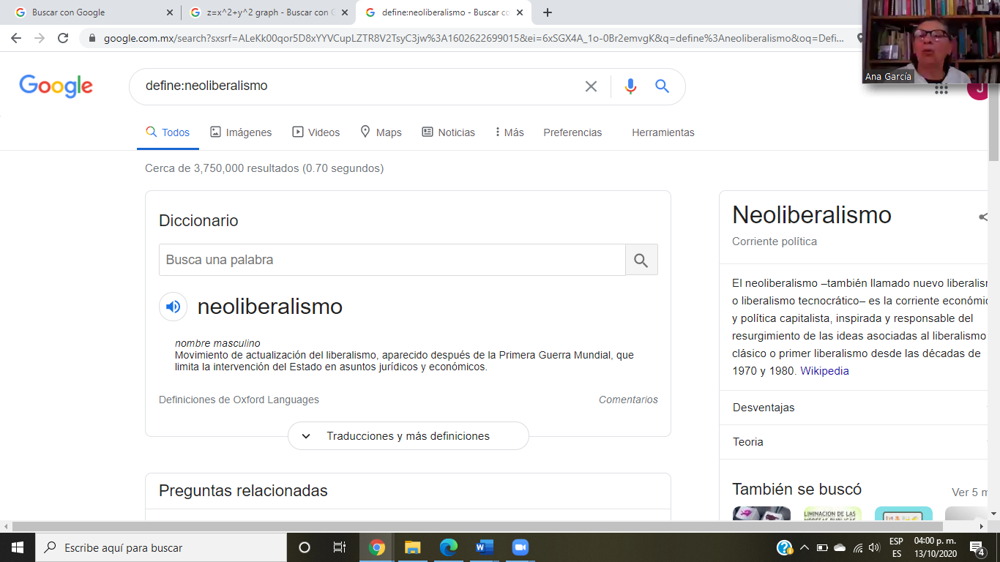 Buscar con Google
z=x^2+y^2 graph - Buscar con G
define:neoliberalismo - Buscar co
google.com.mx/search?sxsrf=ALeKk00qor5D8xYYVCupLZTR8V2TsyC3jw%3A1602622699015&ei=6xSGX4A_1o-0Br2emvgK&q=define%3Aneoliberalismo&oq=Defi...
Ana García
Google
define:neoliberalismo
J
Todos
Imágenes
Videos
Maps
Noticias
Más
Preferencias
Herramientas
Cerca de 3,750,000 resultados (0.70 segundos)
Diccionario
Busca una palabra
neoliberalismo
nombre masculino
Movimiento de actualización del liberalismo, aparecido después de la Primera Guerra Mundial, que
limita la intervención del Estado en asuntos jurídicos y económicos.
Definiciones de Oxford Languages
Comentarios
Traducciones y más definiciones
Preguntas relacionadas
Neoliberalismo
Corriente política
El neoliberalismo –también llamado nuevo liberalism
o liberalismo tecnocrático– es la corriente económic
y política capitalista, inspirada y responsable del
resurgimiento de las ideas asociadas al liberalismo
clásico o primer liberalismo desde las décadas de
1970 y 1980. Wikipedia
Desventajas
Teoria
También se buscó
Ver 5 m
LIMINACION DE LAS
Escribe aquí para buscar
ESP
ES
04:00 p. m.
13/10/2020
4